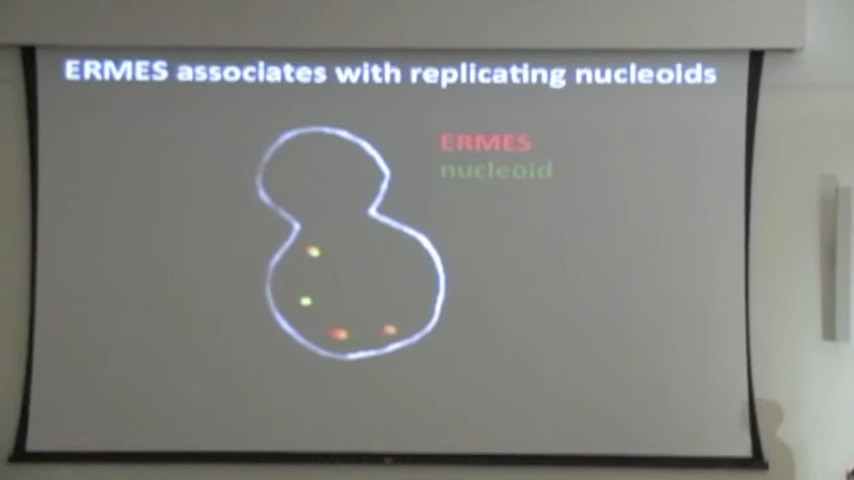 ERMES associates with replicating nucleoids
ERMES
nucleoid